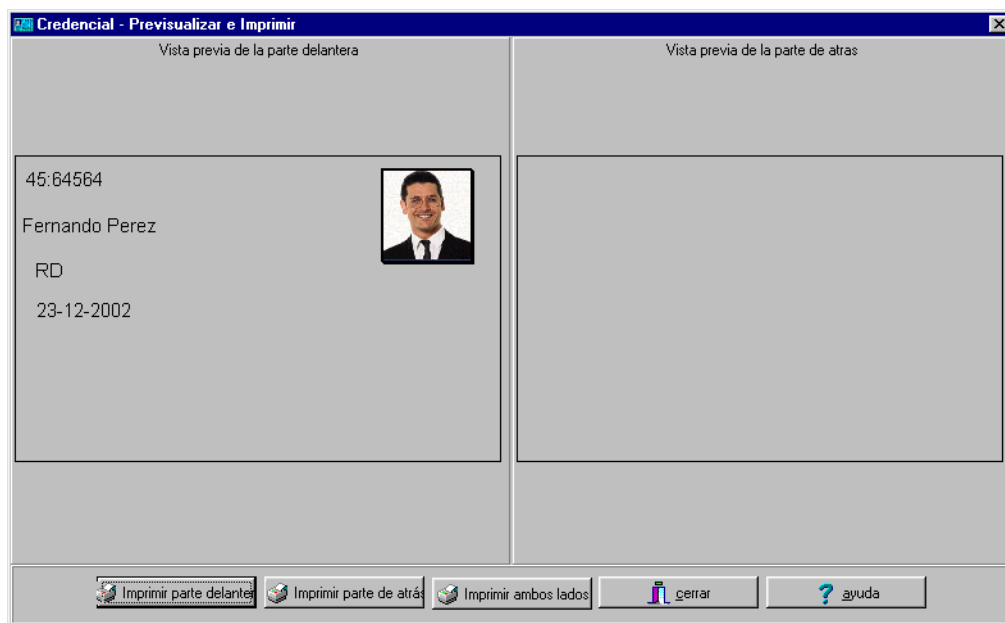 Credencial - Previsualizar e Imprimir
Vista previa de la parte delantera
Vista previa de la parte de atras
45:64564
Fernando Perez
RD
23-12-2002
Imprimir parte delanter
Imprimir parte de atrás
Imprimir ambos lados
cerrar
? ayuda